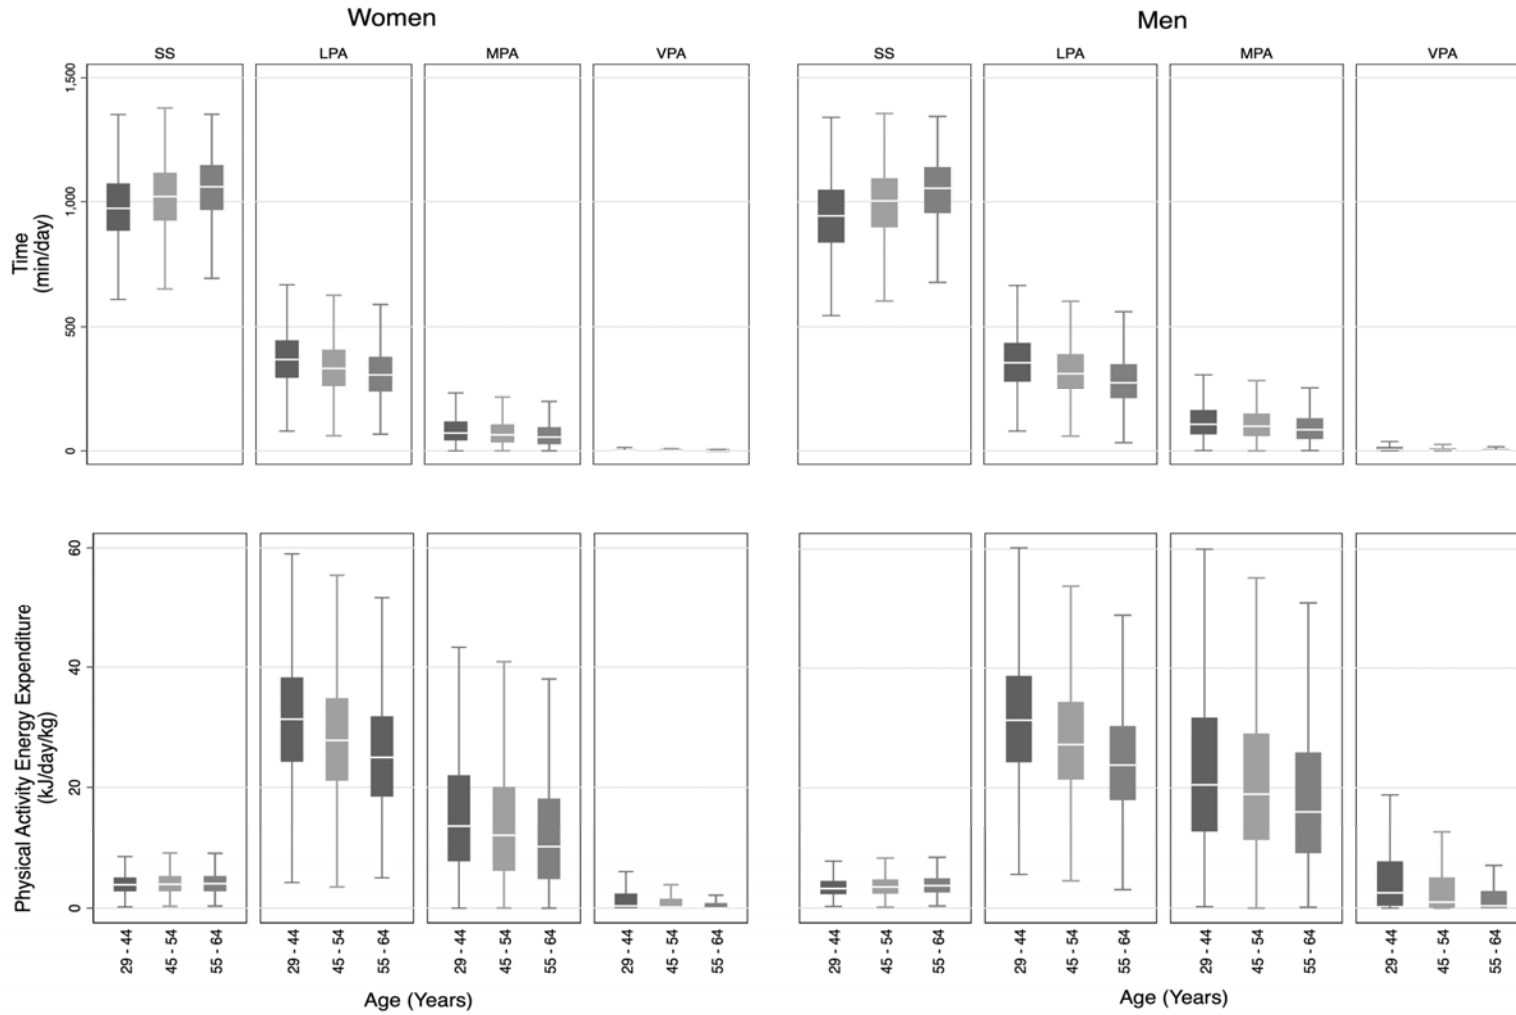 Women
Men
SS LPA MPA VPA
SS LPA MPA VPA
Time
(min/day)
1,500
1,000
500
0
Physical Activity Energy Expenditure
(kJ/day/kg)
60
40
20
0
29 - 44 45 - 54 55 - 64
29 - 44 45 - 54 55 - 64
29 - 44 45 - 54 55 - 64
29 - 44 45 - 54 55 - 64
29 - 44 45 - 54 55 - 64
29 - 44 45 - 54 55 - 64
29 - 44 45 - 54 55 - 64
29 - 44 45 - 54 55 - 64
Age (Years)
Age (Years)